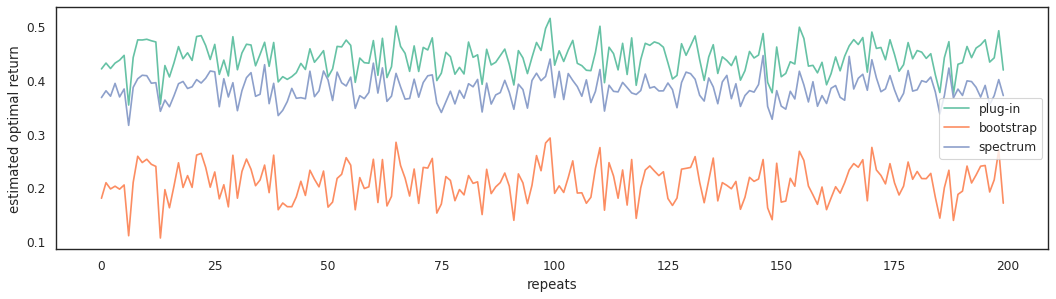 estimated optimal return
0.5
0.4
0.3
0.2
0.1
plug-in
bootstrap
spectrum
0 25 50 75 100 125 150 175 200
repeats